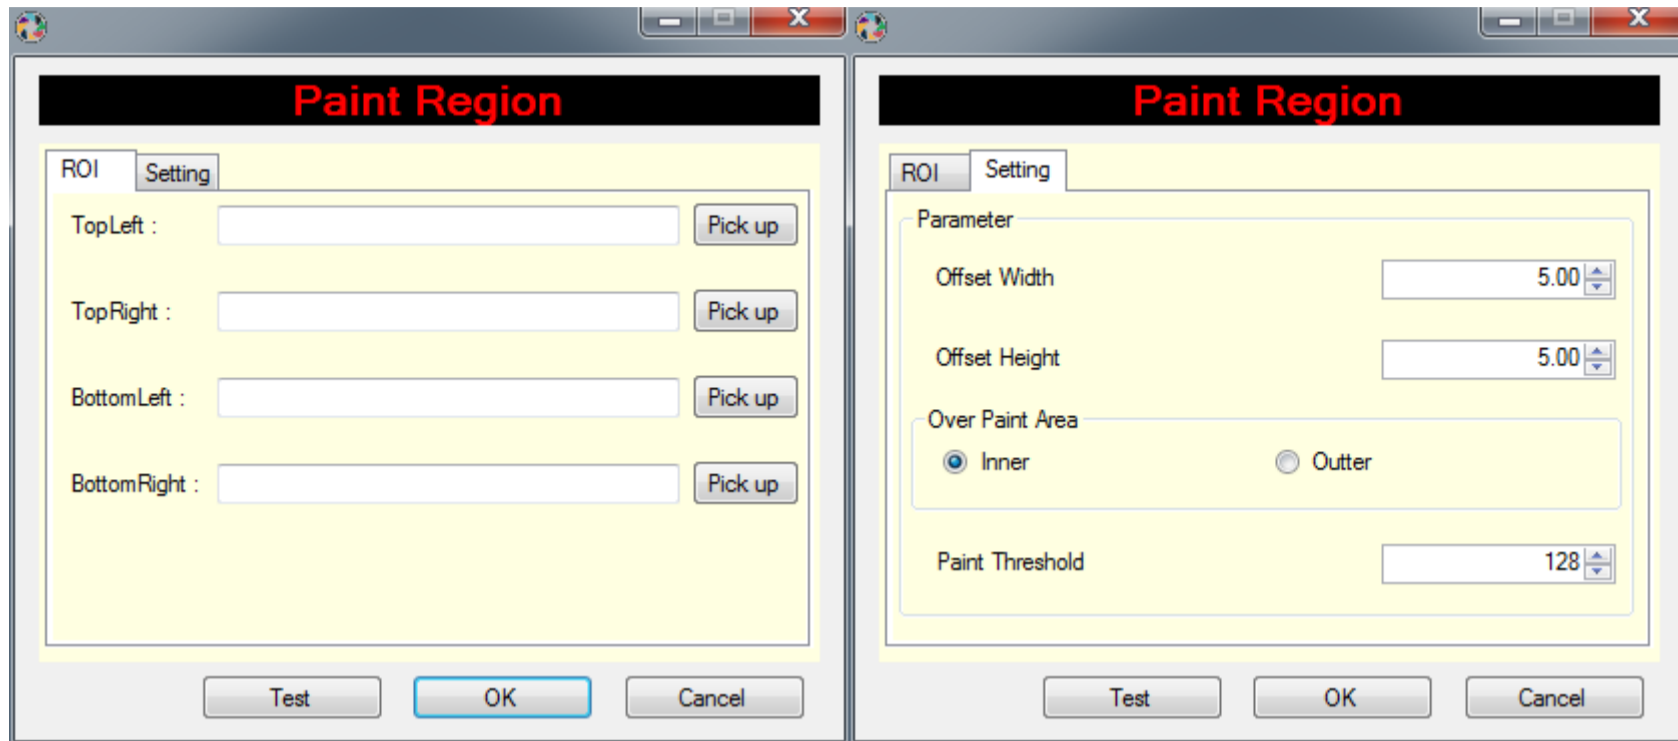 Paint Region
ROI Setting
TopLeft : Pick up
TopRight : Pick up
BottomLeft : Pick up
BottomRight : Pick up
Test OK Cancel
Paint Region
ROI Setting
Parameter
Offset Width 5.00
Offset Height 5.00
Over Paint Area
Inner Outter
Paint Threshold 128
Test OK Cancel